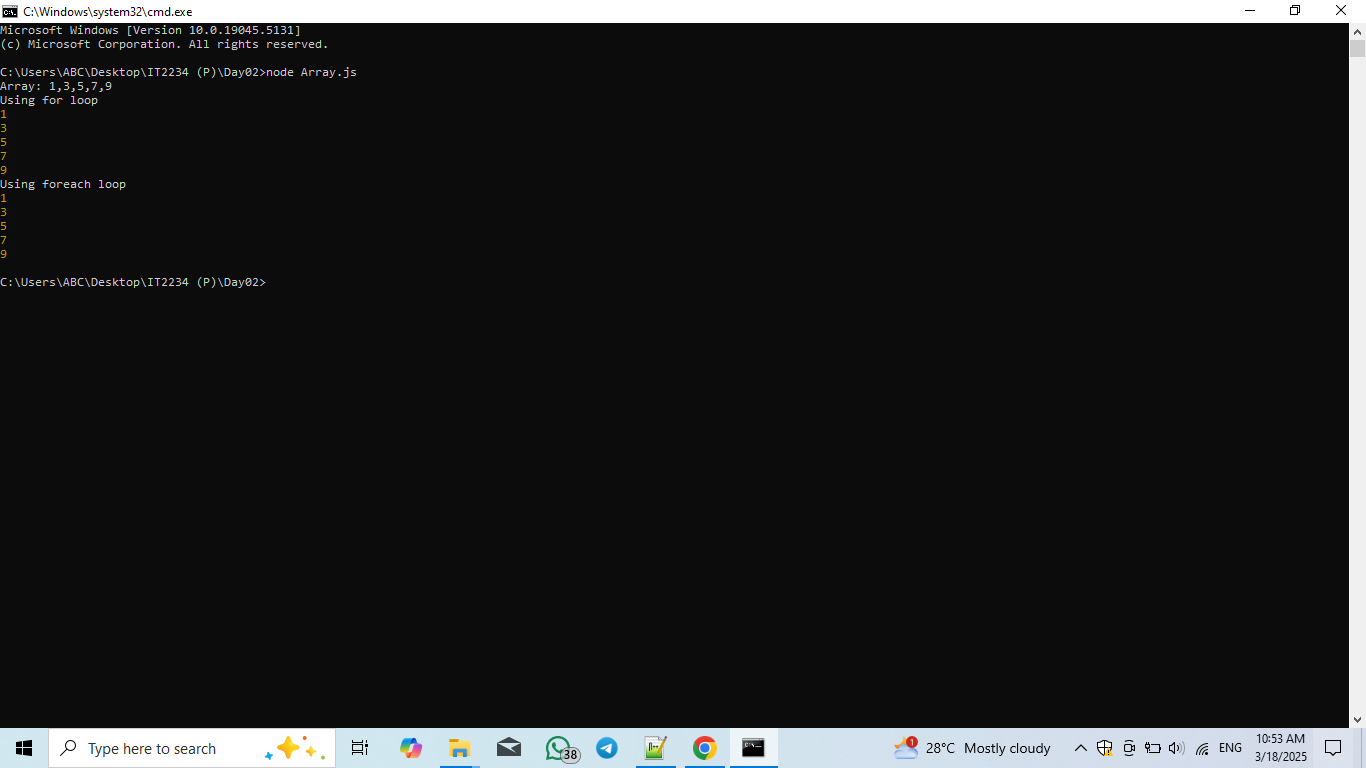 C:\Windows\system32\cmd.exe
Microsoft Windows [Version 10.0.19045.5131]
(c) Microsoft Corporation. All rights reserved.
C:\Users\ABC\Desktop\IT2234 (P)\Day02>node Array.js
Array: 1,3,5,7,9
Using for loop
1
3
5
7
9
Using foreach loop
1
3
5
7
9
C:\Users\ABC\Desktop\IT2234 (P)\Day02>
Type here to search
38
1
28°C Mostly cloudy
ENG
10:53 AM
3/18/2025